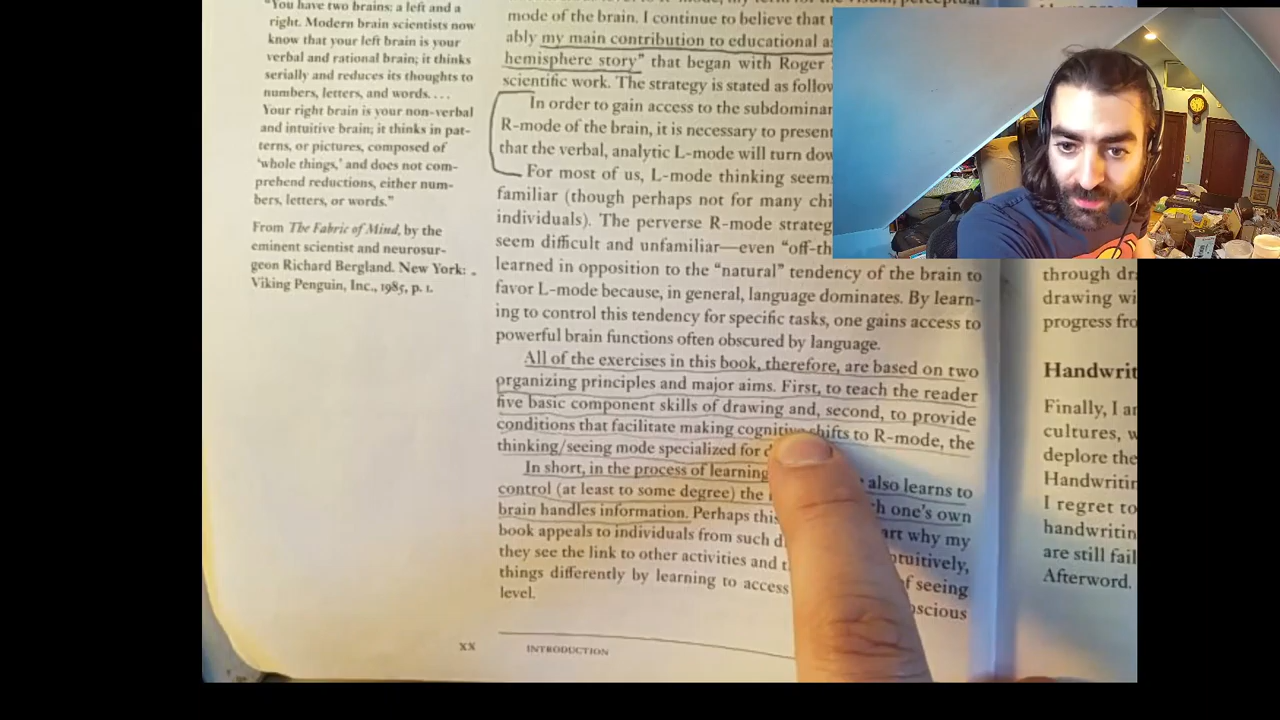 "You have two brains: a left and a
right. Modern brain scientists now
know that your left brain is your
verbal and rational brain; it thinks
serially and reduces its thoughts to
numbers, letters, and words. . . .
Your right brain is your non-verbal
and intuitive brain; it thinks in pat-
terns, or pictures, composed of
'whole things,' and does not com-
prehend reductions, either num-
bers, letters, or words."
From The Fabric of Mind, by the
eminent scientist and neurosur-
geon Richard Bergland. New York:
Viking Penguin, Inc., 1985, p. 1.
mode of the brain. I continue to believe that
ably my main contribution to educational
hemisphere story" that began with Roger
scientific work. The strategy is stated as
In order to gain access to the
R-mode of the brain, it is necessary to present
that the verbal, analytic L-mode will turn
For most of us, L-mode thinking seems
familiar (though perhaps not for many
individuals). The perverse R-mode
seem difficult and unfamiliar—even
learned in opposition to the "natural" tendency of the brain to
favor L-mode because, in general, language dominates. By learn-
ing to control this tendency for specific tasks, one gains access to
powerful brain functions often obscured by language.
All of the exercises in this book, therefore, are based on two
organizing principles and major aims. First, to teach the reader
five basic component skills of drawing and, second, to provide
conditions that facilitate making cognitive shifts to R-mode, the
thinking/seeing mode specialized for
In short, in the process of learning also learns to
control (at least to some degree) the one's own
brain handles information. Perhaps this why my
book appeals to individuals from such
they see the link to other activities and
things differently by learning to access of seeing
level.
XX INTRODUCTION
through
drawing
progress
Finally, I
cultures,
deplore the
I regret to
are still
Afterword.